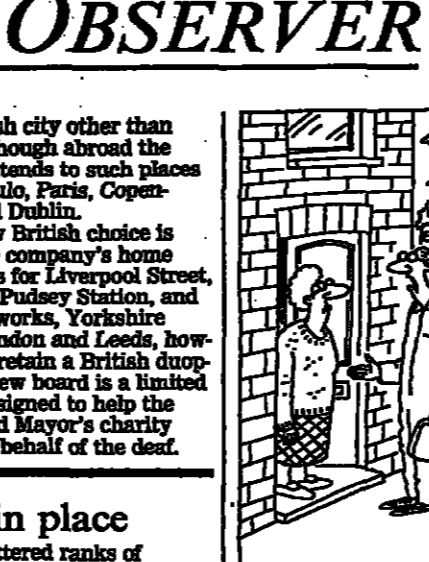 OBSERVER
sh city other than
hough abroad the
tends to such places
ulo, Paris, Copen-
l Dublin.
British choice is
company's home
s for Liverpool Street,
Pudsey Station, and
works, Yorkshire
ndon and Leeds, how-
retain a British duop-
ew board is a limited
signed to help the
d Mayor's charity
behalf of the deaf.
in place
ttered ranks of